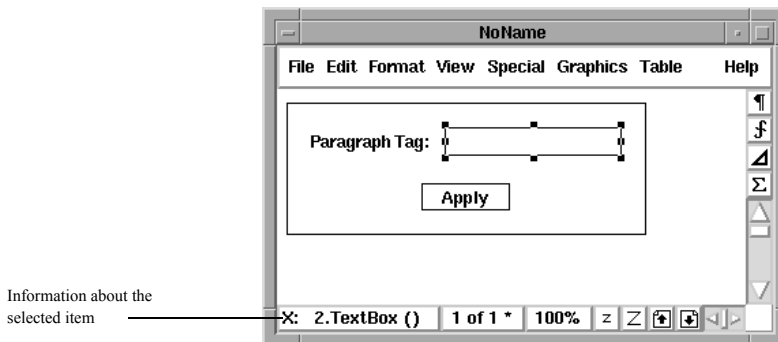 NoName
File Edit Format View Special Graphics Table Help
¶
Paragraph Tag:
Apply
Σ
Information about the
selected item
X: 2.TextBox () 1 of 1 * 100% z Z